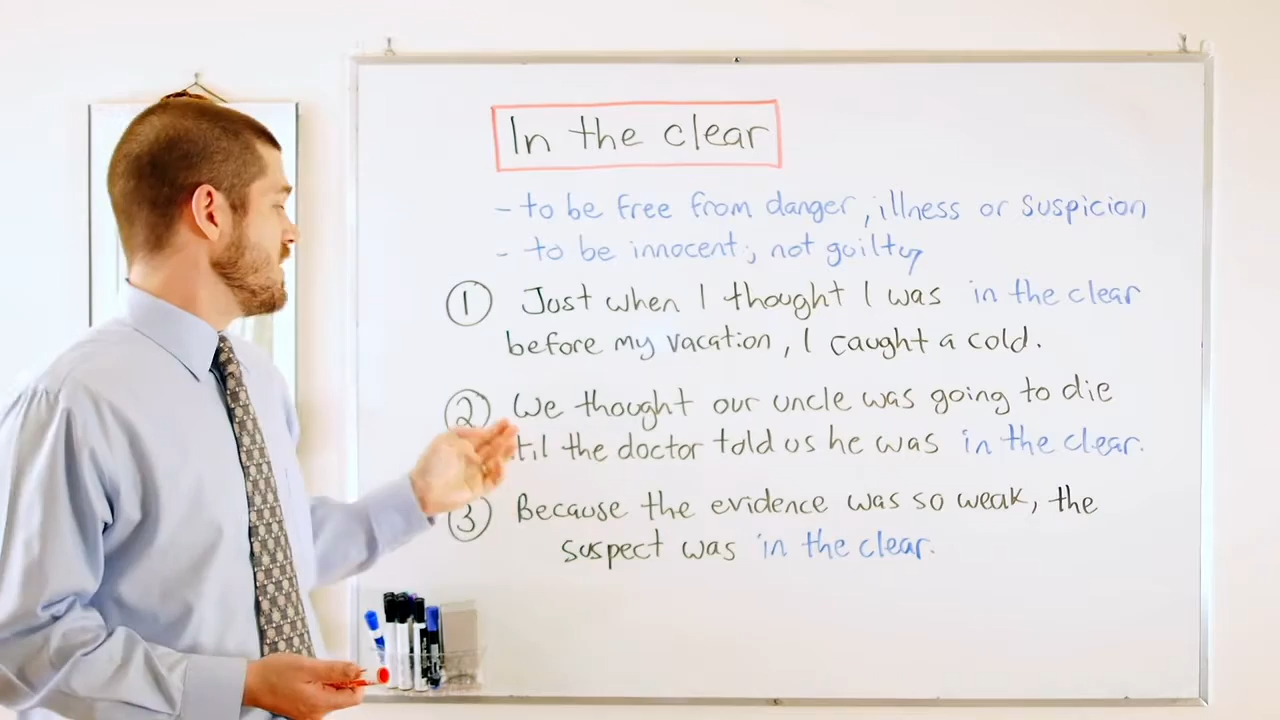 In the clear
- to be free from danger, illness or suspicion
- to be innocent; not guilty
① Just when I thought I was in the clear
before my vacation, I caught a cold.
② We thought our uncle was going to die
til the doctor told us he was in the clear.
③ Because the evidence was so weak, the
suspect was in the clear.